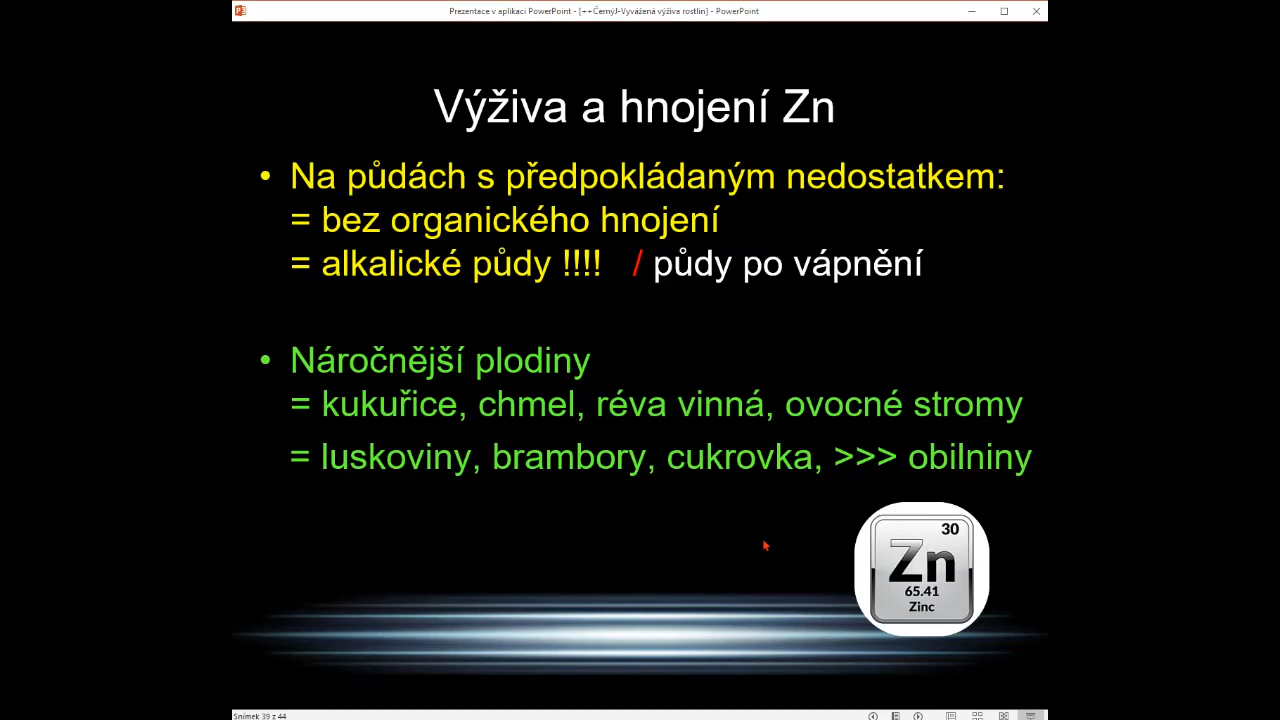 Prezentace v aplikaci PowerPoint - [++ČernýJ-Vyvážená výživa rostlin] - PowerPoint
Výživa a hnojení Zn
• Na půdách s předpokládaným nedostatkem:
= bez organického hnojení
= alkalické půdy !!!! / půdy po vápnění
• Náročnější plodiny
= kukuřice, chmel, réva vinná, ovocné stromy
= luskoviny, brambory, cukrovka, >>> obilniny
30
Zn
65.41
Zinc
Snímek 39 z 44